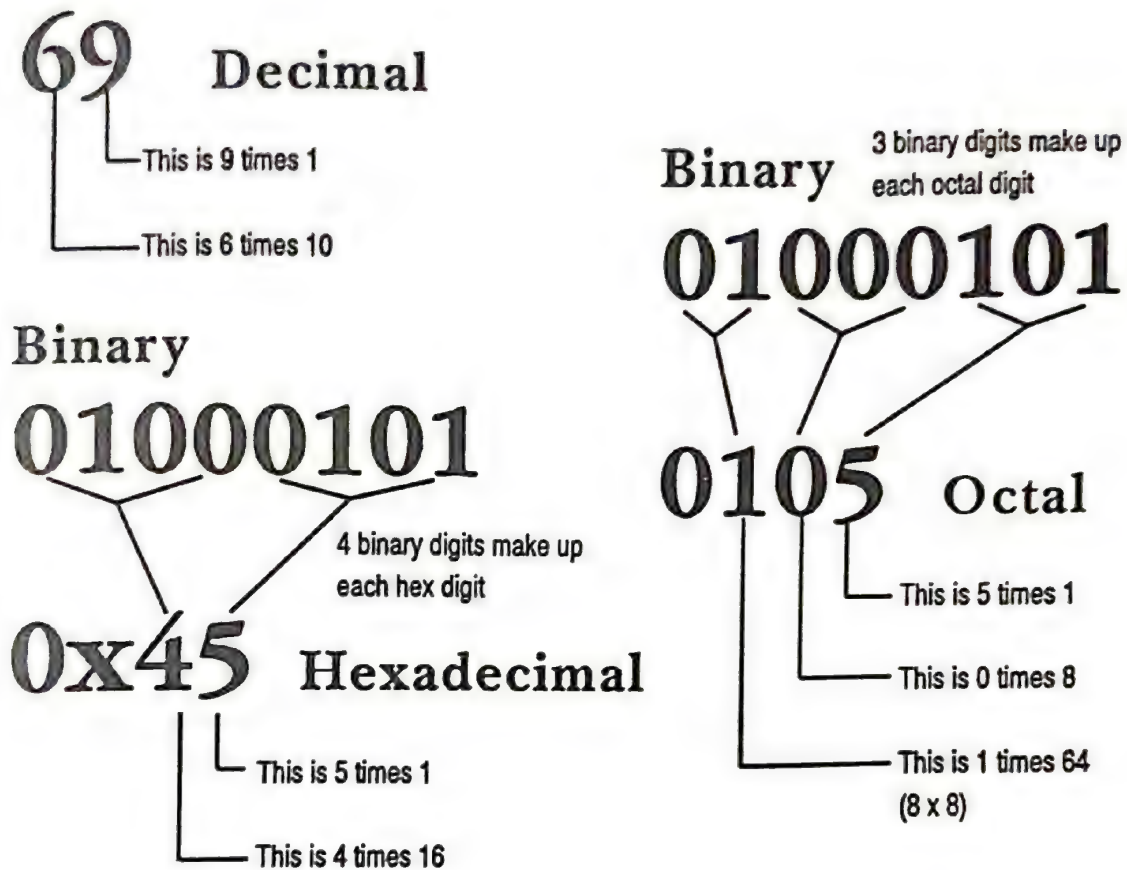 69 Decimal
This is 9 times 1
This is 6 times 10
Binary
01000101
4 binary digits make up
each hex digit
0x45 Hexadecimal
This is 5 times 1
This is 4 times 16
Binary
3 binary digits make up
each octal digit
01000101
0105 Octal
This is 5 times 1
This is 0 times 8
This is 1 times 64
(8 x 8)